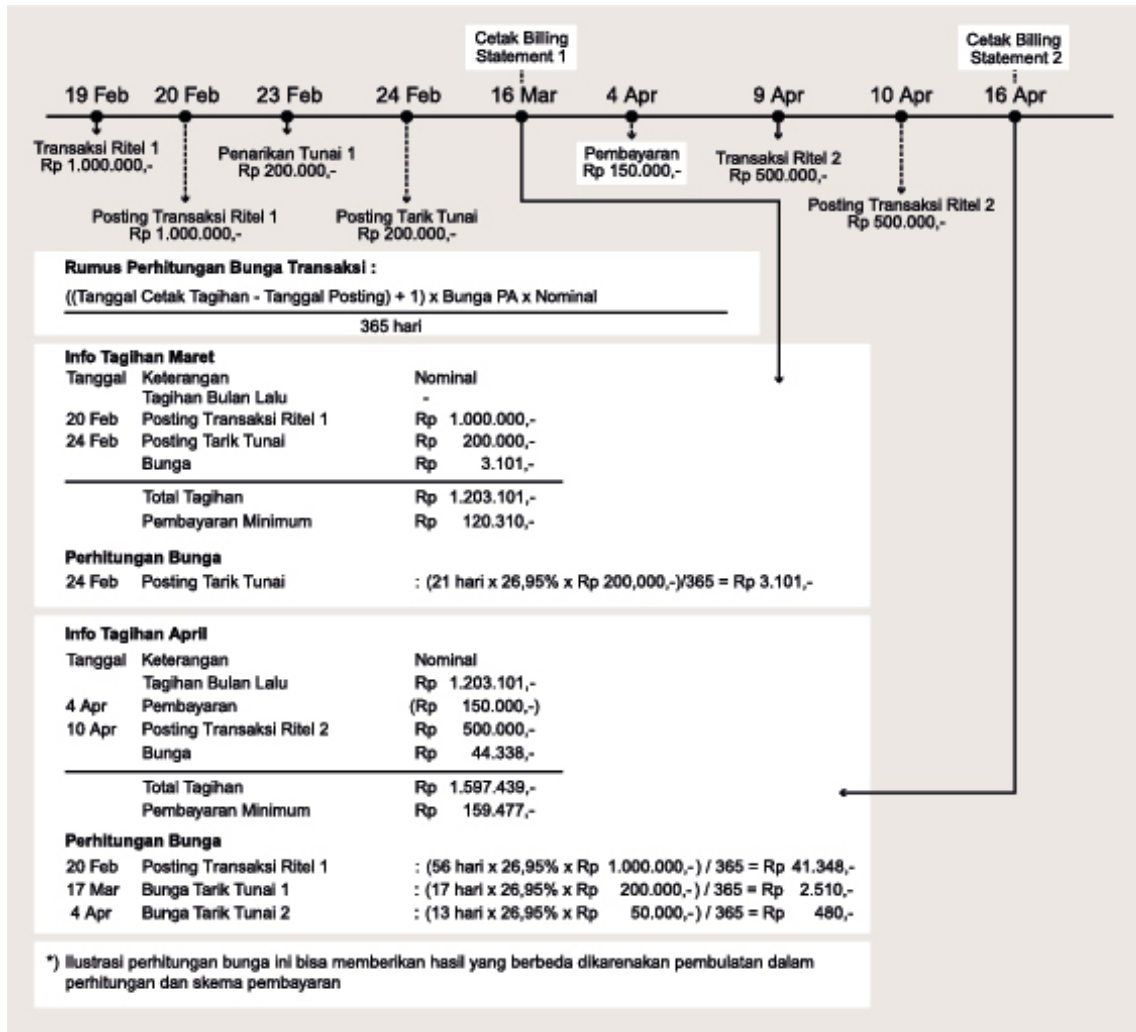 Cetak Billing
Statement 1
Cetak Billing
Statement 2
19 Feb 20 Feb 23 Feb 24 Feb 16 Mar 4 Apr 9 Apr 10 Apr 16 Apr
Transaksi Ritel 1
Rp 1.000.000,-
Penarikan Tunai 1
Rp 200.000,-
Pembayaran
Rp 150.000,-
Transaksi Ritel 2
Rp 500.000,-
Posting Transaksi Ritel 1
Rp 1.000.000,-
Posting Tarik Tunai
Rp 200.000,-
Posting Transaksi Ritel 2
Rp 500.000,-
Rumus Perhitungan Bunga Transaksi :
((Tanggal Cetak Tagihan - Tanggal Posting) + 1) x Bunga PA x Nominal
365 hari
Info Tagihan Maret
Tanggal Keterangan Nominal
Tagihan Bulan Lalu -
20 Feb Posting Transaksi Ritel 1 Rp 1.000.000,-
24 Feb Posting Tarik Tunai Rp 200.000,-
Bunga Rp 3.101,-
Total Tagihan Rp 1.203.101,-
Pembayaran Minimum Rp 120.310,-
Perhitungan Bunga
24 Feb Posting Tarik Tunai : (21 hari x 26,95% x Rp 200,000,-)/365 = Rp 3.101,-
Info Tagihan April
Tanggal Keterangan Nominal
Tagihan Bulan Lalu Rp 1.203.101,-
4 Apr Pembayaran (Rp 150.000,-)
10 Apr Posting Transaksi Ritel 2 Rp 500.000,-
Bunga Rp 44.338,-
Total Tagihan Rp 1.597.439,-
Pembayaran Minimum Rp 159.477,-
Perhitungan Bunga
20 Feb Posting Transaksi Ritel 1 : (56 hari x 26,95% x Rp 1.000.000,-) / 365 = Rp 41.348,-
17 Mar Bunga Tarik Tunai 1 : (17 hari x 26,95% x Rp 200.000,-) / 365 = Rp 2.510,-
4 Apr Bunga Tarik Tunai 2 : (13 hari x 26,95% x Rp 50.000,-) / 365 = Rp 480,-
*) Ilustrasi perhitungan bunga ini bisa memberikan hasil yang berbeda dikarenakan pembulatan dalam
perhitungan dan skema pembayaran